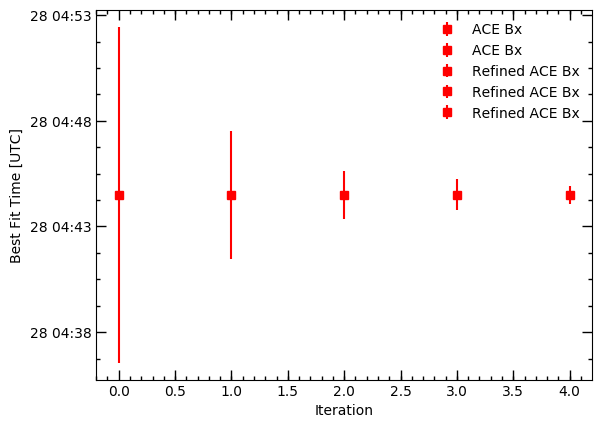 28 04:53
28 04:48
28 04:43
28 04:38
Best Fit Time [UTC]
ACE Bx
ACE Bx
Refined ACE Bx
Refined ACE Bx
Refined ACE Bx
0.0 0.5 1.0 1.5 2.0 2.5 3.0 3.5 4.0
Iteration